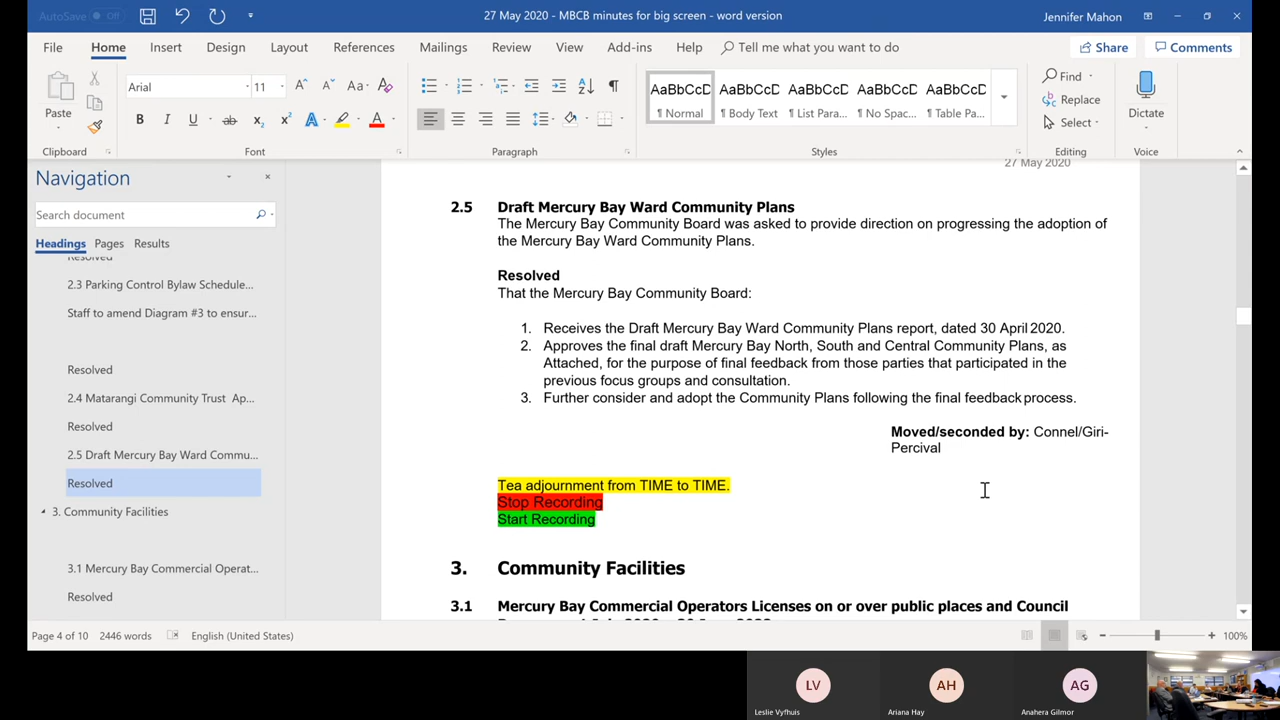 AutoSave
Off
27 May 2020 - MBCB minutes for big screen - word version
Jennifer Mahon
File
Home
Insert
Design
Layout
References
Mailings
Review
View
Add-ins
Help
Tell me what you want to do
Share
Comments
Paste
Clipboard
Arial
11
Font
Paragraph
AaBbCcD
AaBbCcD
AaBbCcD
AaBbCcD
AaBbCcD
¶ Normal
¶ Body Text
¶ List Para...
¶ No Spac...
¶ Table Pa...
Styles
Find
Replace
Select
Editing
Dictate
Voice
Navigation
Search document
Headings
Pages
Results
Resolved
2.3 Parking Control Bylaw Schedule...
Staff to amend Diagram #3 to ensur...
Resolved
2.4 Matarangi Community Trust Ap...
Resolved
2.5 Draft Mercury Bay Ward Commu...
Resolved
3. Community Facilities
3.1 Mercury Bay Commercial Operat...
Resolved
27 May 2020
2.5 Draft Mercury Bay Ward Community Plans
The Mercury Bay Community Board was asked to provide direction on progressing the adoption of
the Mercury Bay Ward Community Plans.
Resolved
That the Mercury Bay Community Board:
1. Receives the Draft Mercury Bay Ward Community Plans report, dated 30 April 2020.
2. Approves the final draft Mercury Bay North, South and Central Community Plans, as
Attached, for the purpose of final feedback from those parties that participated in the
previous focus groups and consultation.
3. Further consider and adopt the Community Plans following the final feedback process.
Moved/seconded by: Connel/Giri-
Percival
Tea adjournment from TIME to TIME.
Stop Recording
Start Recording
3. Community Facilities
3.1 Mercury Bay Commercial Operators Licenses on or over public places and Council
Page 4 of 10
2446 words
English (United States)
100%
LV
Leslie Vyfhuis
AH
Ariana Hay
AG
Anahera Gilmor